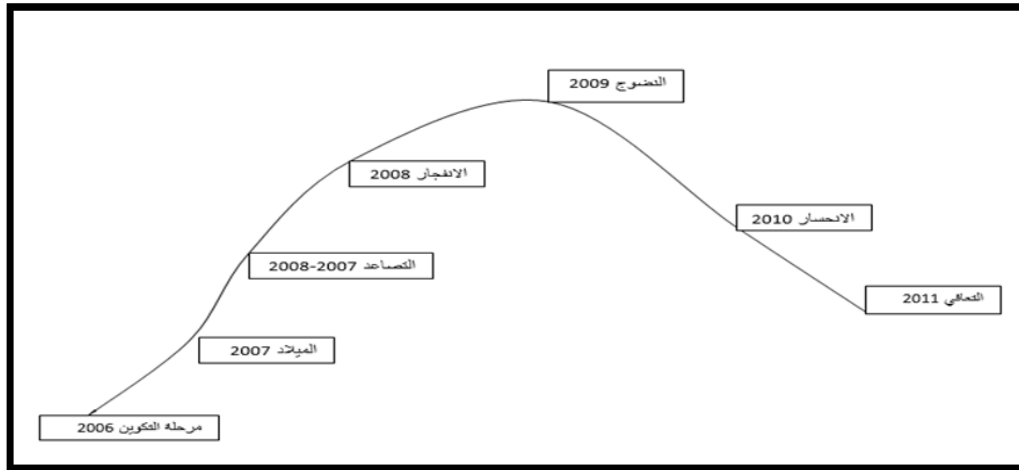 النضوج 2009
الانفجار 2008
الانحسار 2010
التصاعد 2007-2008
التعافي 2011
الميلاد 2007
مرحلة التكوين 2006